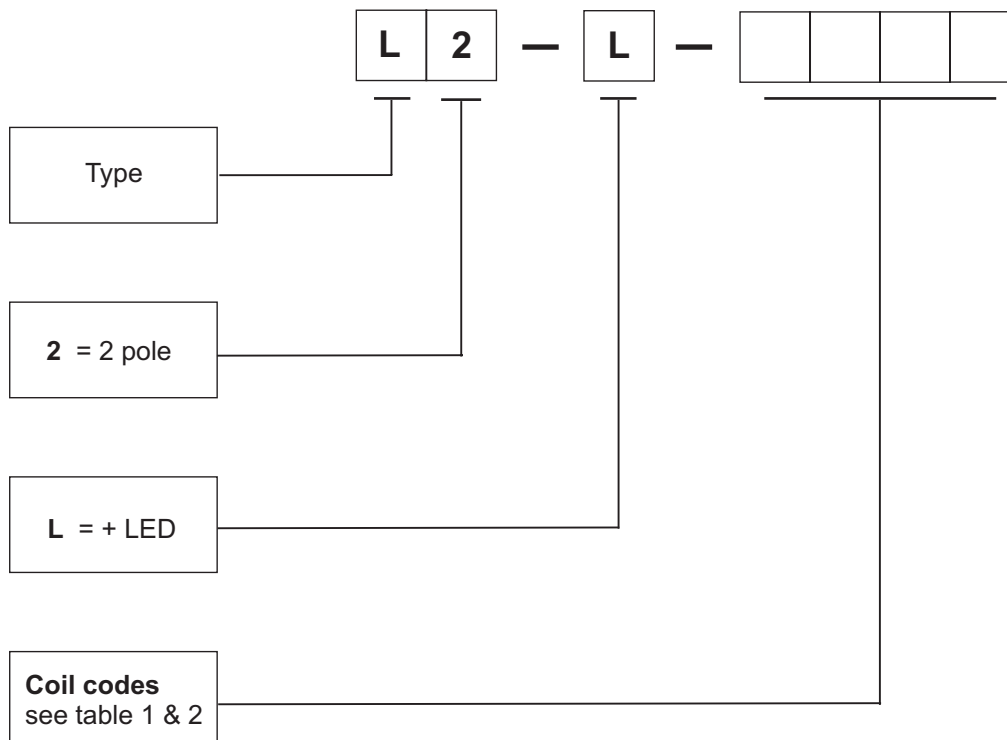 L 2 — L —
Type
2 = 2 pole
L = + LED
Coil codes
see table 1 & 2